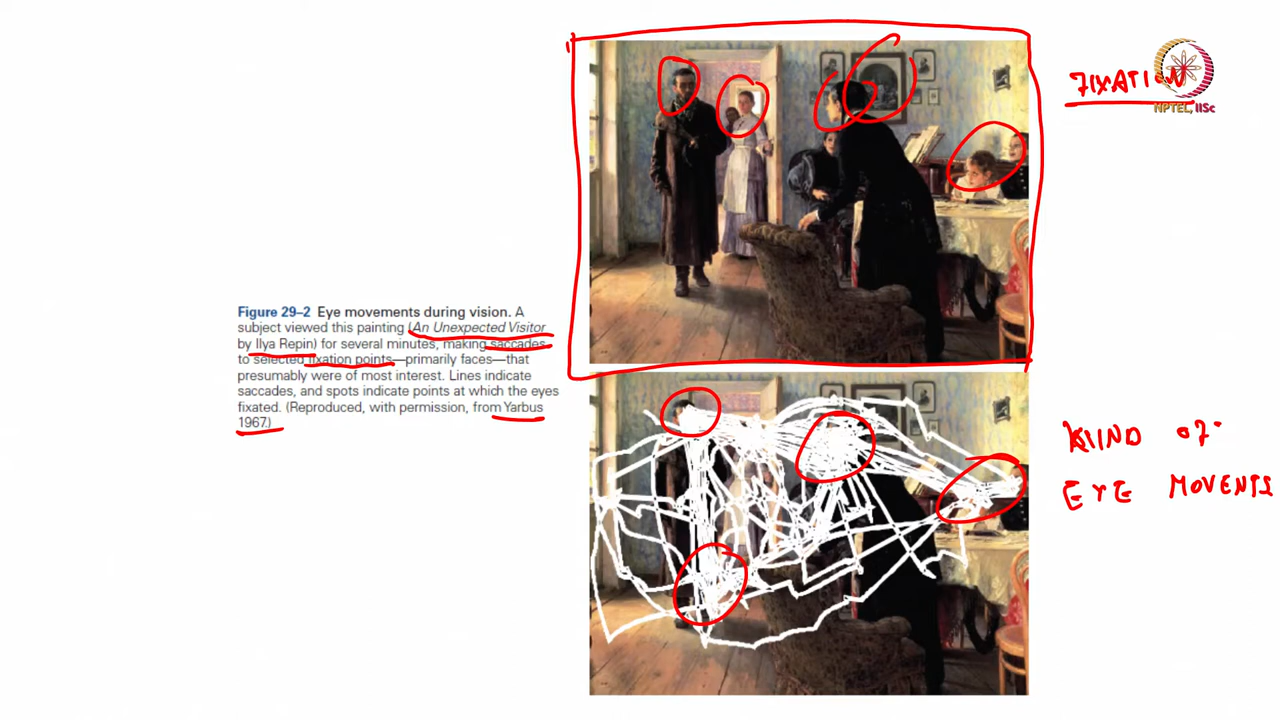 FIXATION
NPTEL, IISc
Figure 29–2 Eye movements during vision. A
subject viewed this painting (An Unexpected Visitor
by Ilya Repin) for several minutes, making saccades
to selected fixation points—primarily faces—that
presumably were of most interest. Lines indicate
saccades, and spots indicate points at which the eyes
fixated. (Reproduced, with permission, from Yarbus
1967.)
KIND OF
EYE MOVENTS